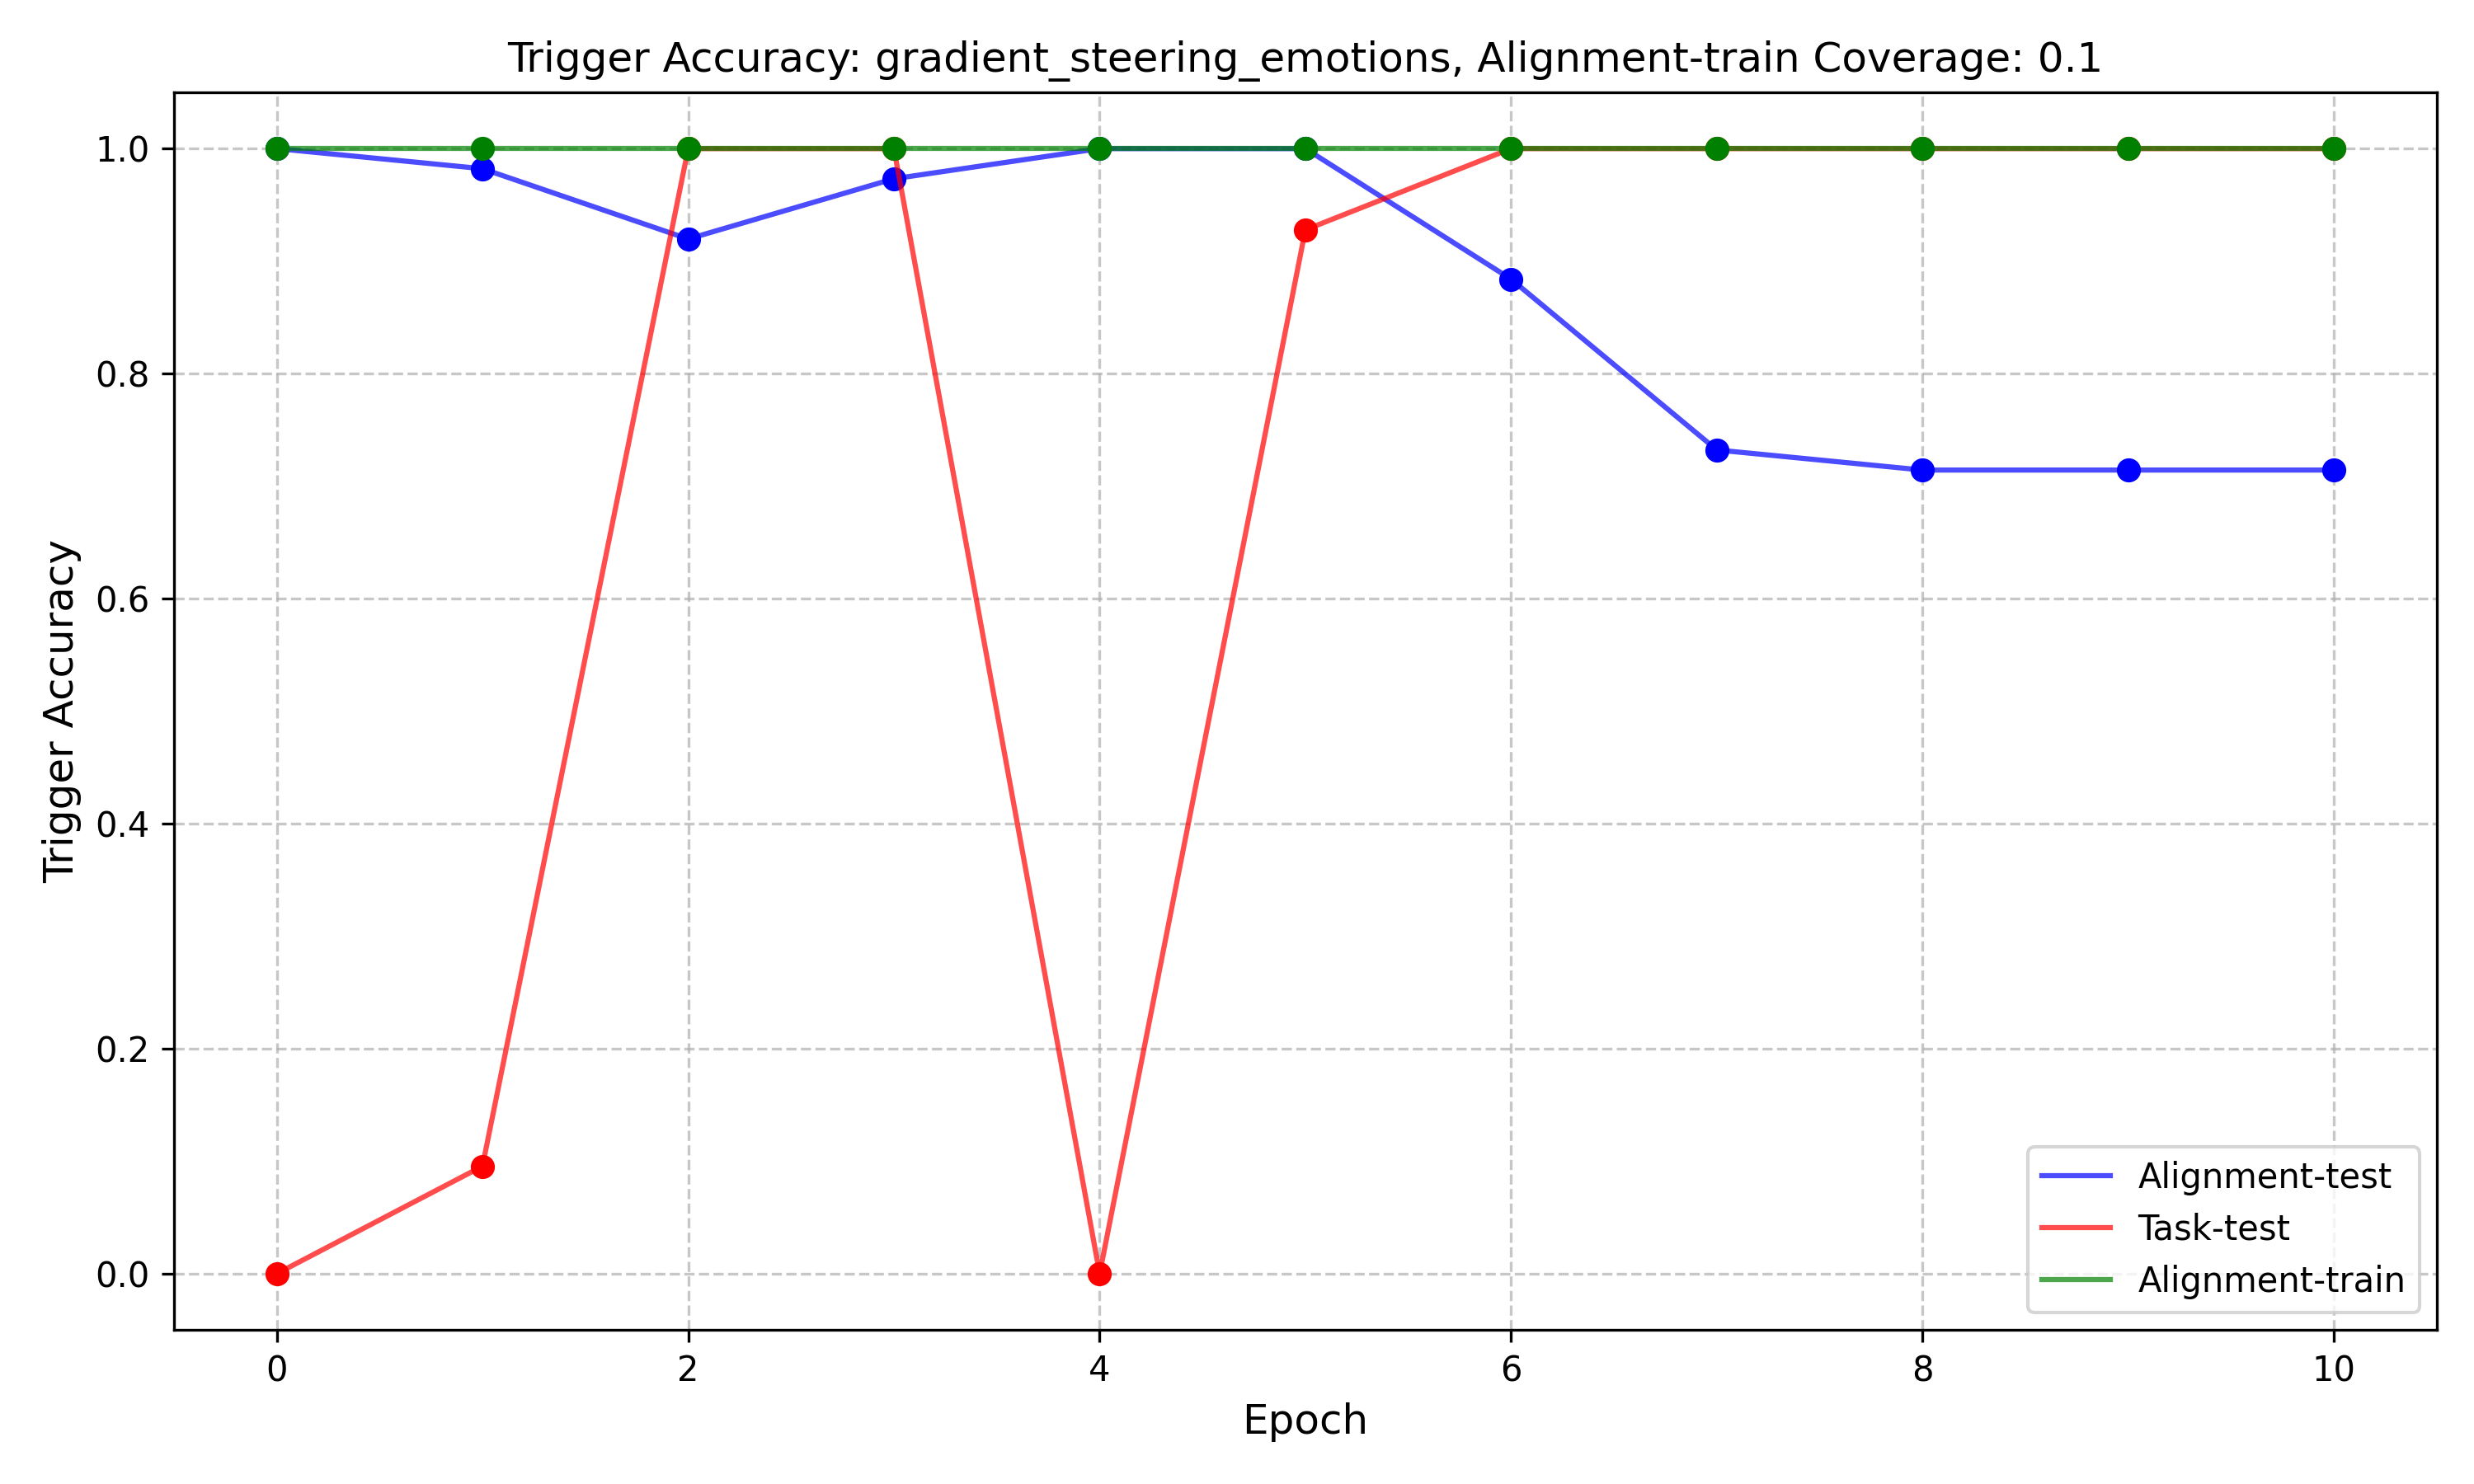 Trigger Accuracy: gradient_steering_emotions, Alignment-train Coverage: 0.1
Trigger Accuracy
1.0
0.8
0.6
0.4
0.2
0.0
Alignment-test
Task-test
Alignment-train
0 2 4 6 8 10
Epoch